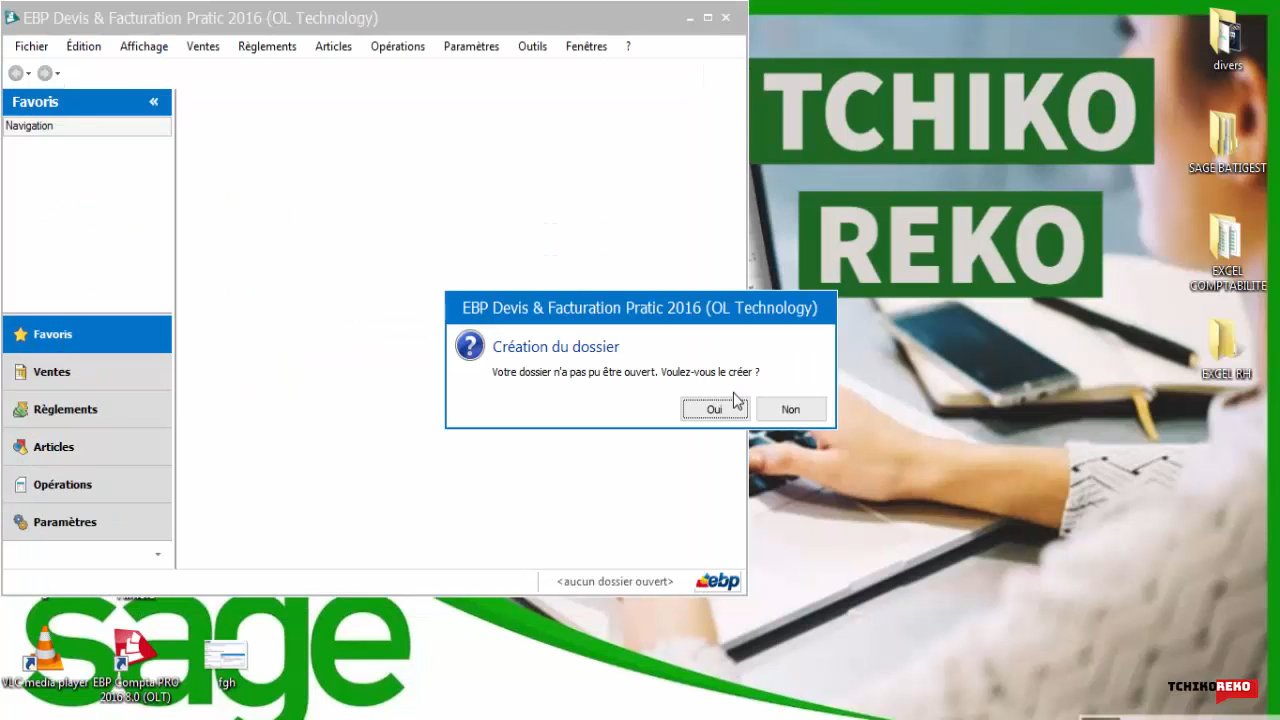 EBP Devis & Facturation Pratic 2016 (OL Technology)
Fichier Édition Affichage Ventes Règlements Articles Opérations Paramètres Outils Fenêtres ?
Favoris «
Navigation
Favoris
Ventes
Règlements
Articles
Opérations
Paramètres
EBP Devis & Facturation Pratic 2016 (OL Technology)
?
Création du dossier
Votre dossier n'a pas pu être ouvert. Voulez-vous le créer ?
Oui Non
<aucun dossier ouvert> ebp
TCHIKO
REKO
divers
SAGE BATIGEST
EXCEL
COMPTABILITE
EXCEL RH
sage
VLC media player
EBP Compta PRO
2016 8.0 (OLT)
fgh
TCHIKOREKO